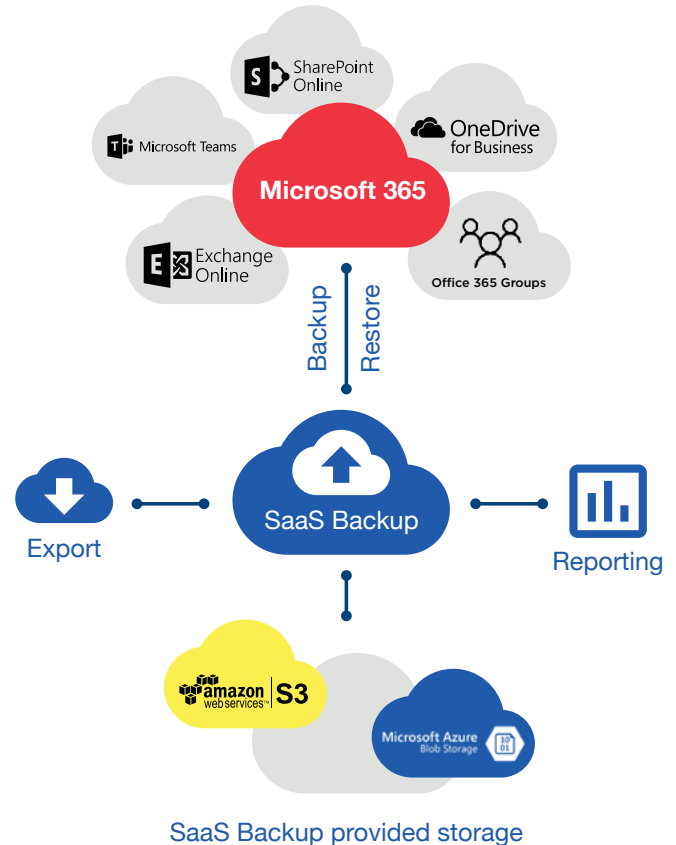 S
SharePoint
Online
T
Microsoft Teams
OneDrive
for Business
Microsoft 365
E
Exchange
Online
Office 365 Groups
Backup
Restore
SaaS Backup
Export
Reporting
amazon
web services™
S3
Microsoft Azure
Blob Storage
10
01
SaaS Backup provided storage